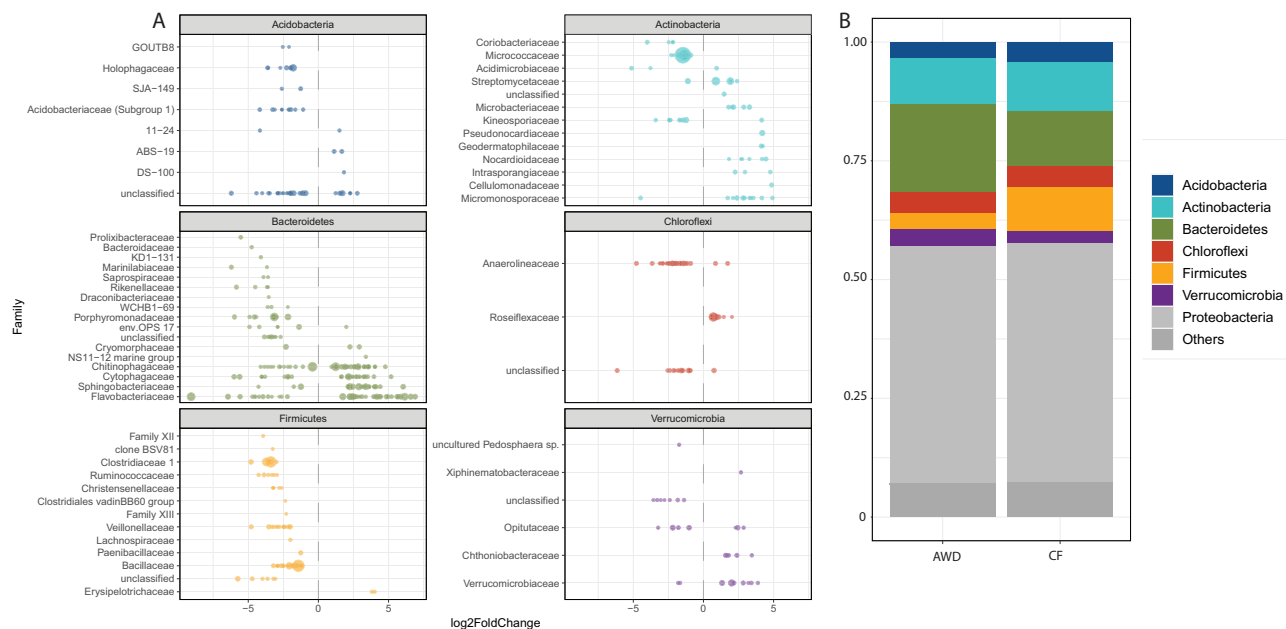 A
Acidobacteria
GOUTB8
Holophagaceae
SJA-149
Acidobacteriaceae (Subgroup 1)
11-24
ABS-19
DS-100
unclassified
Actinobacteria
Coriobacteriaceae
Micrococcaceae
Acidimicrobiaceae
Streptomycetaceae
unclassified
Microbacteriaceae
Kineosporiaceae
Pseudonocardiaceae
Geodermatophilaceae
Nocardioidaceae
Intrasporangiaceae
Cellulomonadaceae
Micromonosporaceae
Bacteroidetes
Prolixibacteraceae
Bacteroidaceae
KD1-131
Marinilabiaceae
Saprospiraceae
Rikenellaceae
Draconibacteriaceae
WCHB1-69
Porphyromonadaceae
env.OPS 17
unclassified
Cryomorphaceae
NS11-12 marine group
Chitinophagaceae
Cytophagaceae
Sphingobacteriaceae
Flavobacteriaceae
Chloroflexi
Anaerolineaceae
Roseiflexaceae
unclassified
Firmicutes
Family XII
clone BSV81
Clostridiaceae 1
Ruminococcaceae
Christensenellaceae
Clostridiales vadinBB60 group
Family XIII
Veillonellaceae
Lachnospiraceae
Paenibacillaceae
Bacillaceae
unclassified
Erysipelotrichaceae
Verrucomicrobia
uncultured Pedosphaera sp.
Xiphinematobacteraceae
unclassified
Opitutaceae
Chthoniobacteraceae
Verrucomicrobiaceae
−5 0 5
−5 0 5
Family
log2FoldChange
B
1.00
0.75
0.50
0.25
0
AWD CF
Acidobacteria
Actinobacteria
Bacteroidetes
Chloroflexi
Firmicutes
Verrucomicrobia
Proteobacteria
Others